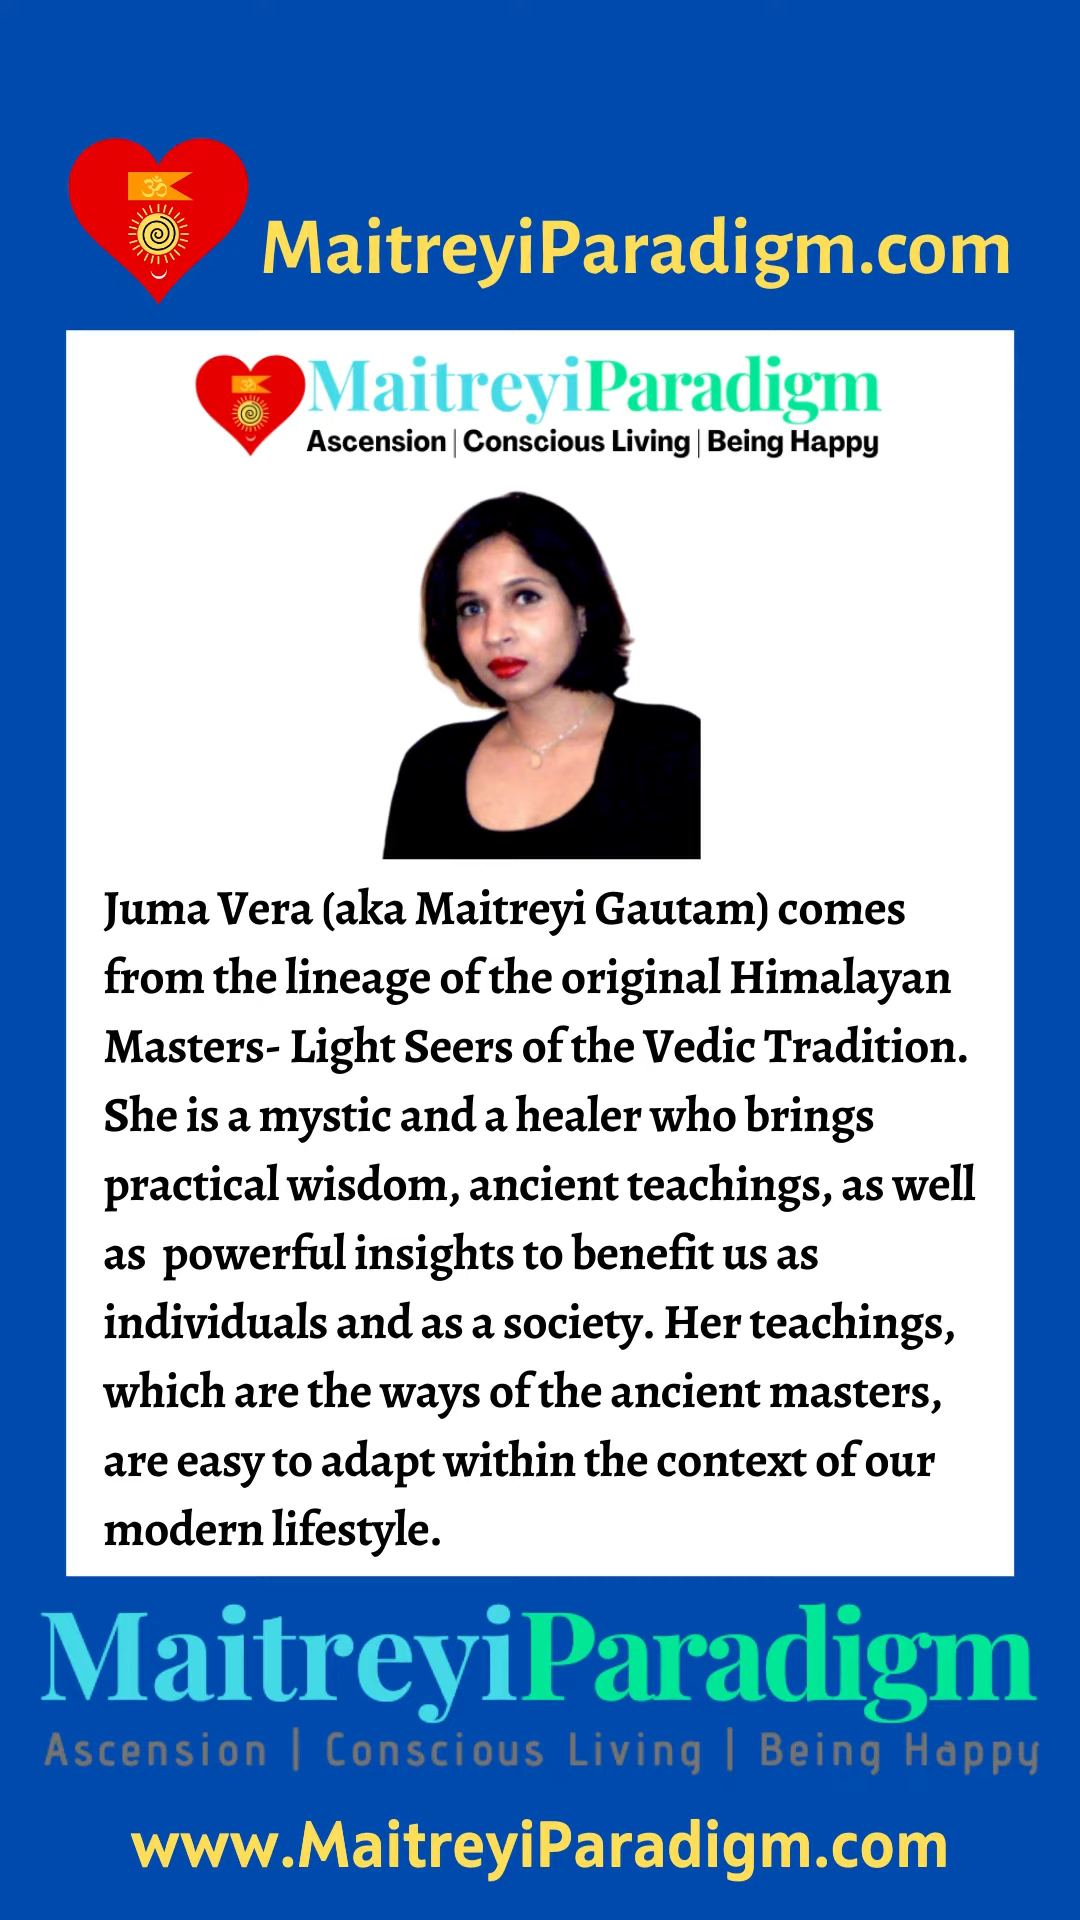 ॐ
MaitreyiParadigm.com
ॐ
MaitreyiParadigm
Ascension | Conscious Living | Being Happy
Juma Vera (aka Maitreyi Gautam) comes
from the lineage of the original Himalayan
Masters- Light Seers of the Vedic Tradition.
She is a mystic and a healer who brings
practical wisdom, ancient teachings, as well
as  powerful insights to benefit us as
individuals and as a society. Her teachings,
which are the ways of the ancient masters,
are easy to adapt within the context of our
modern lifestyle.
MaitreyiParadigm
Ascension | Conscious Living | Being Happy
www.MaitreyiParadigm.com